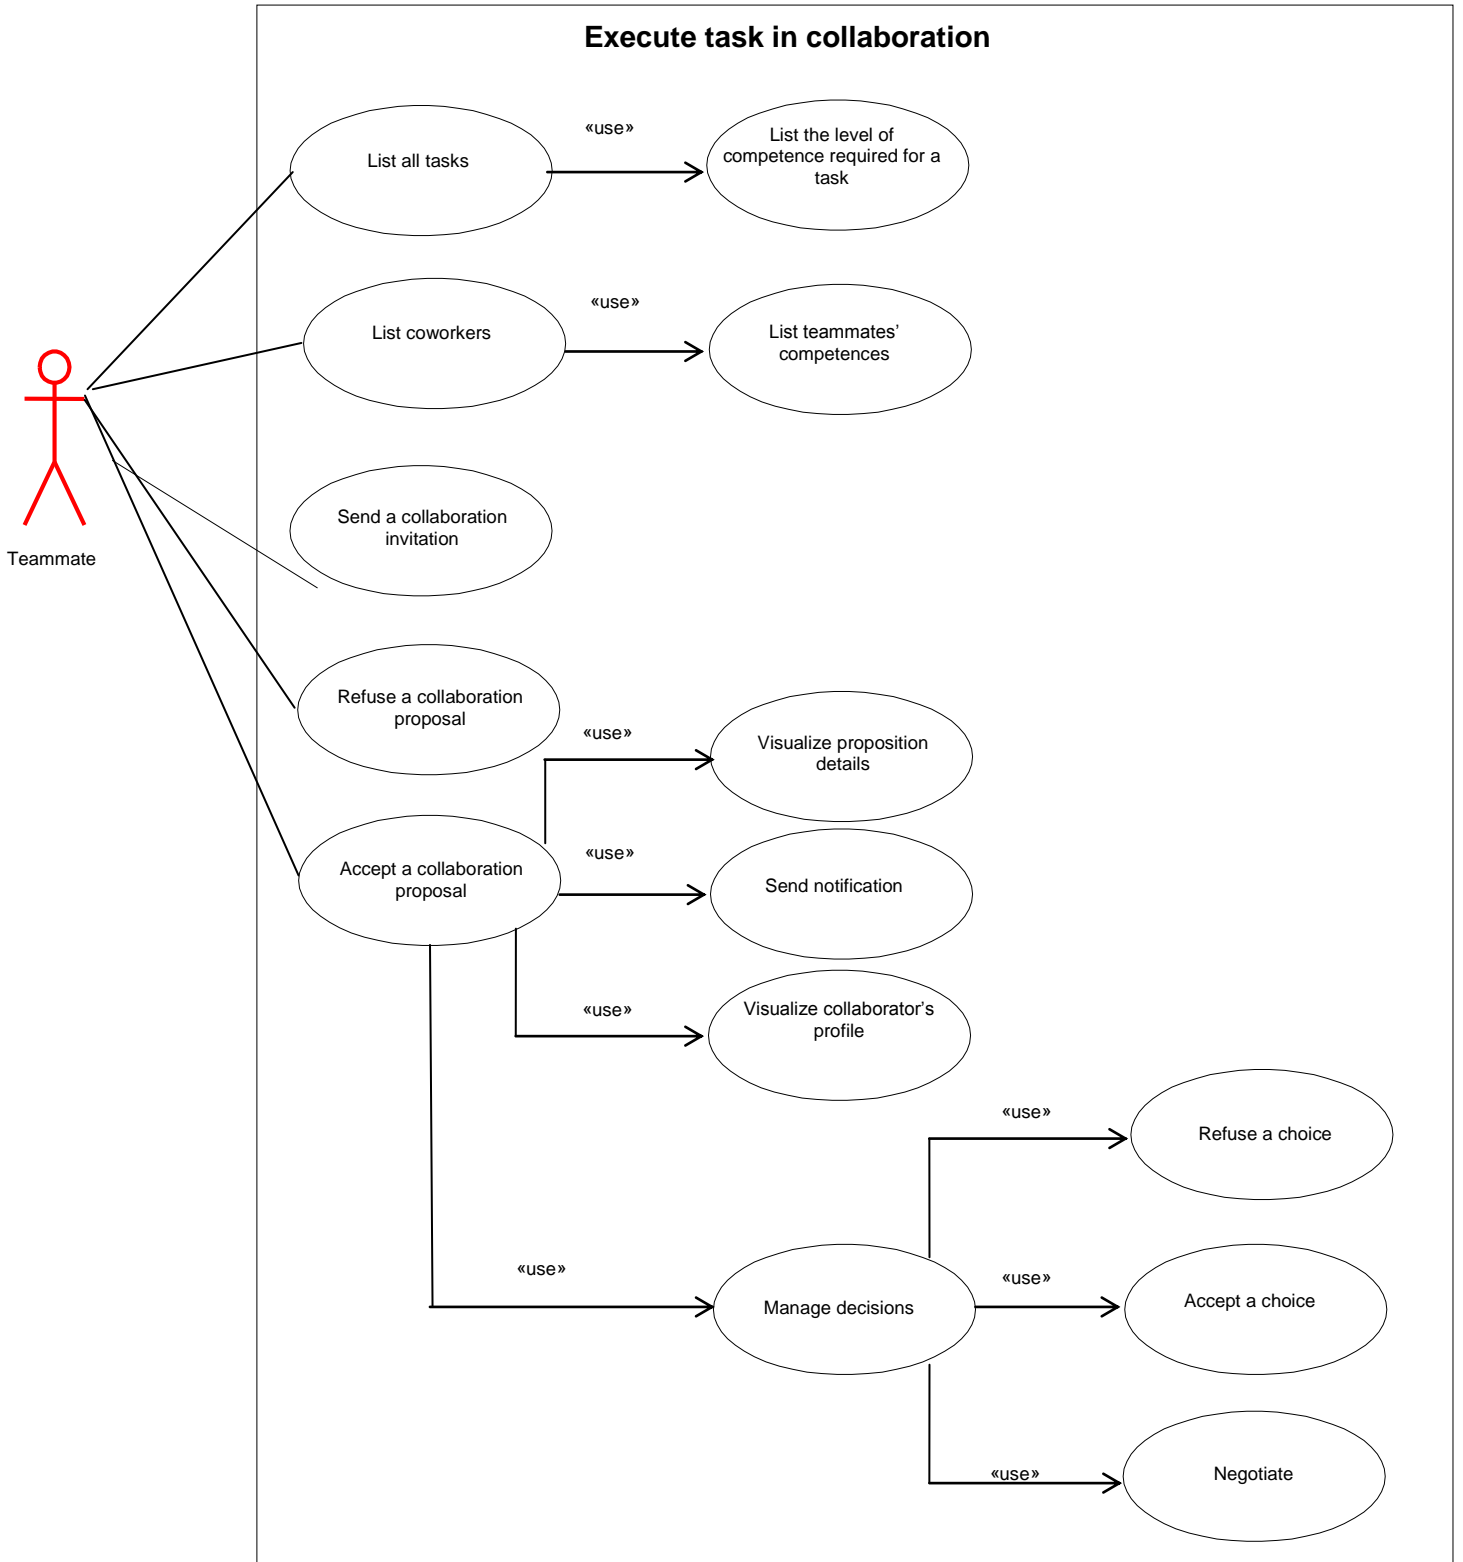 Execute task in collaboration
List all tasks
«use»
List the level of
competence required for a
task
List coworkers
«use»
List teammates’
competences
Teammate
Send a collaboration
invitation
Refuse a collaboration
proposal
«use»
Visualize proposition
details
Accept a collaboration
proposal
«use»
Send notification
«use»
Visualize collaborator’s
profile
«use»
Refuse a choice
«use»
Manage decisions
«use»
Accept a choice
«use»
Negotiate